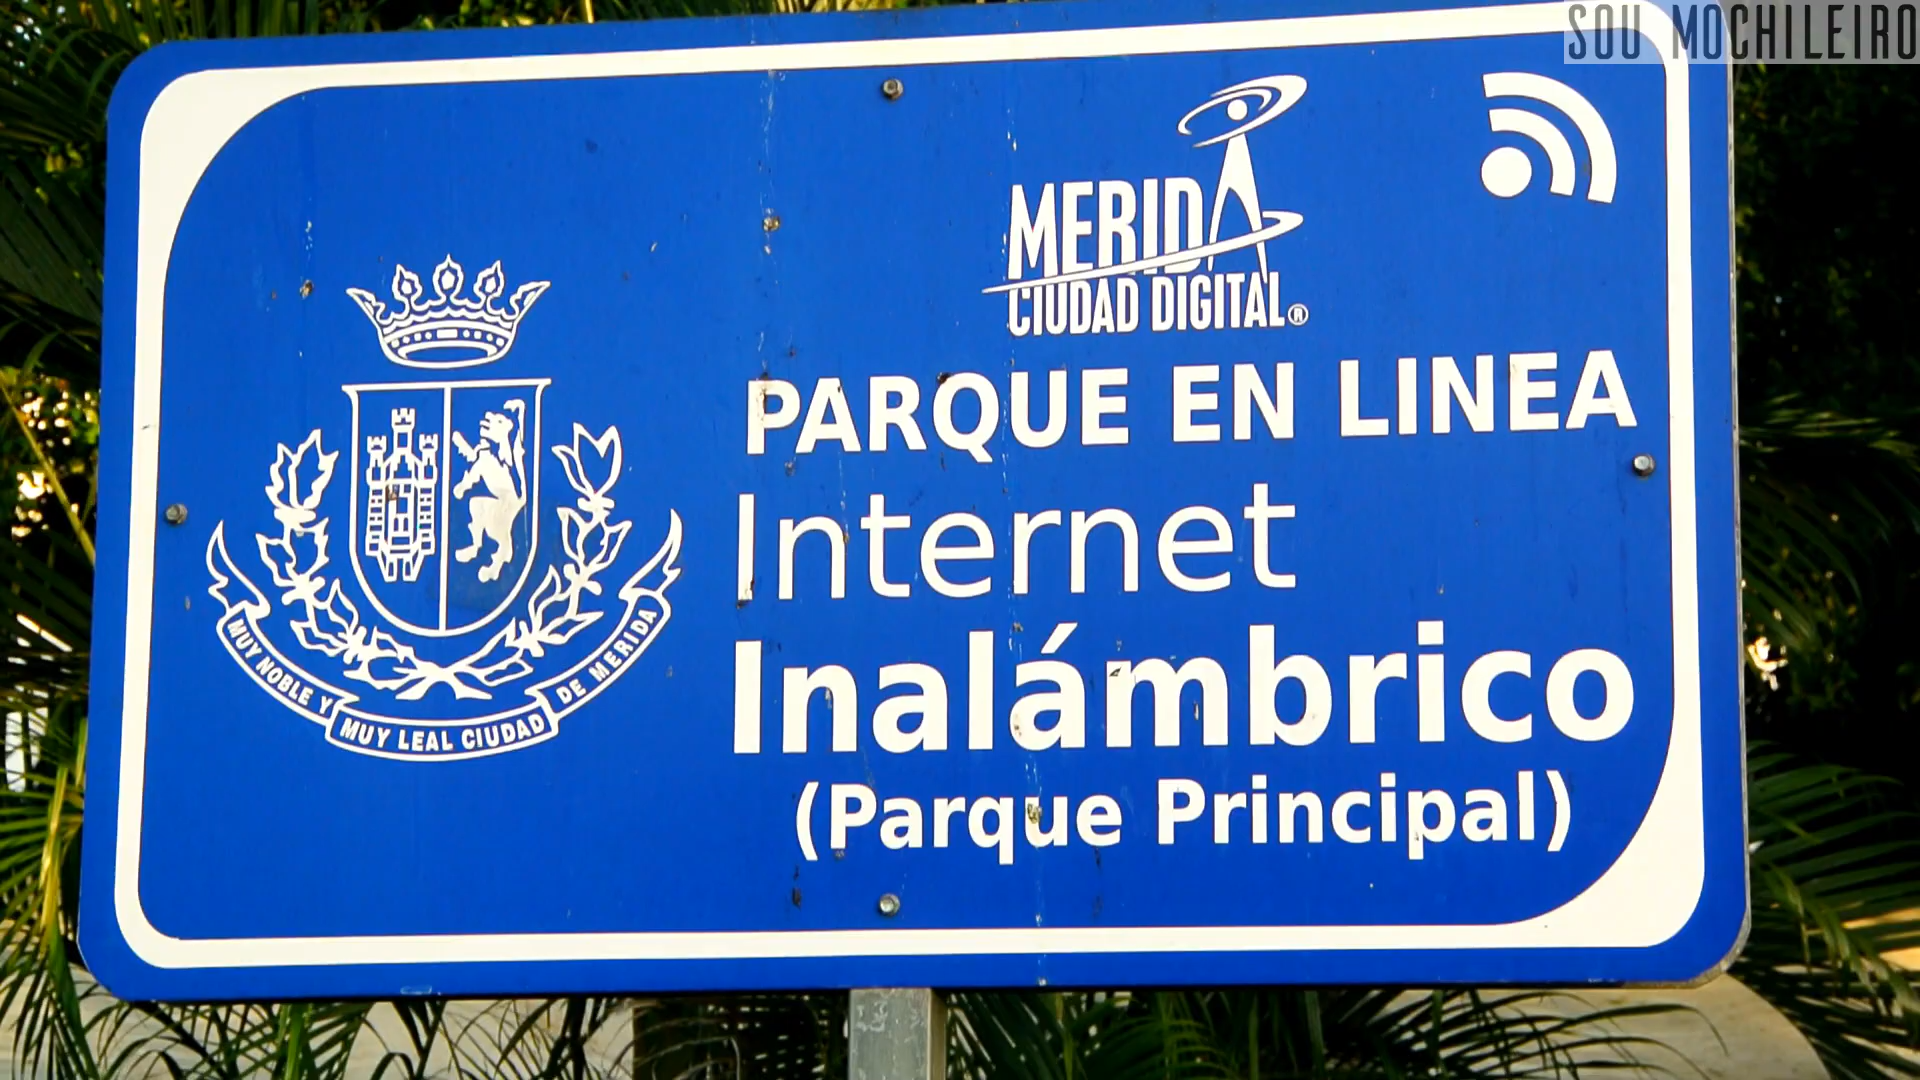 SOU MOCHILEIRO
MERIDA
CIUDAD DIGITAL®
PARQUE EN LINEA
Internet
Inalámbrico
(Parque Principal)
MUY NOBLE Y MUY LEAL CIUDAD DE MERIDA